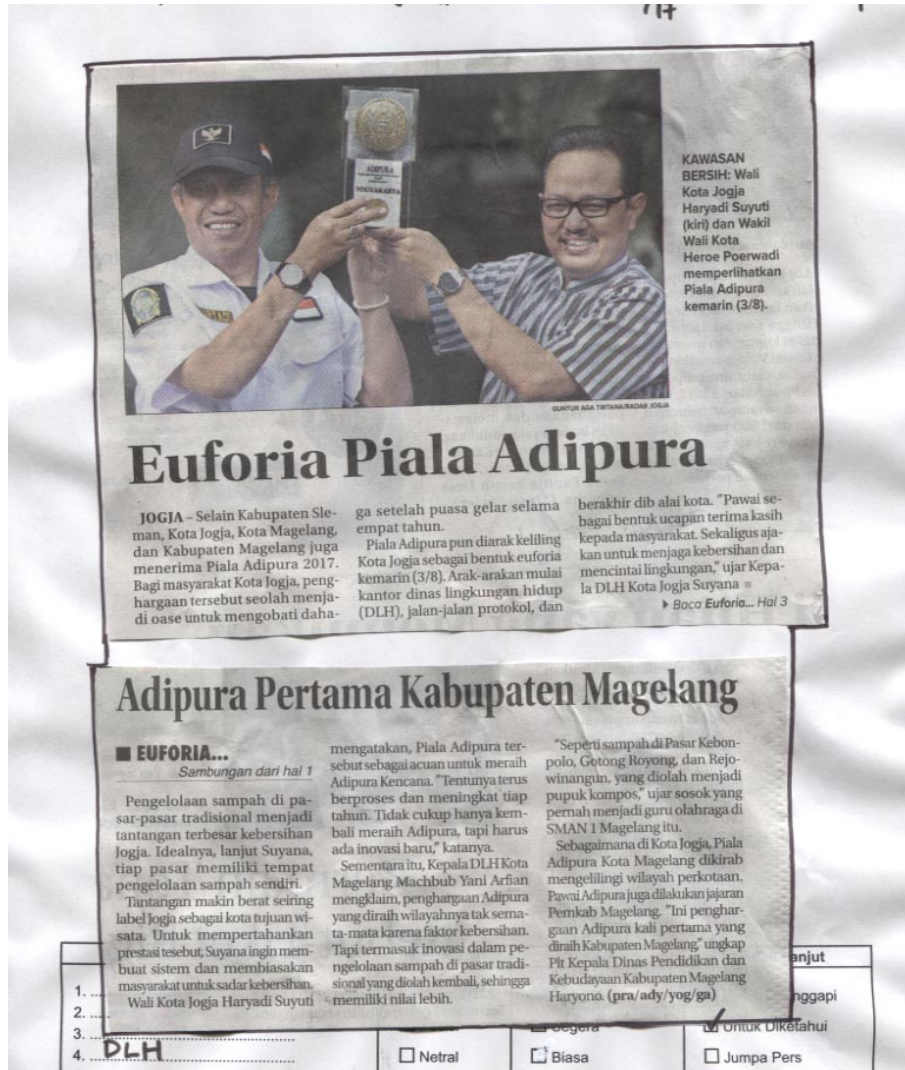 ADIPURA
YOGYAKARTA
KAWASAN
BERSIH: Wali
Kota Jogja
Haryadi Suyuti
(kiri) dan Wakil
Wali Kota
Heroe Poerwadi
memperlihatkan
Piala Adipura
kemarin (3/8).
GUNTUR AGA TIRTANA/RADAR JOGJA
Euforia Piala Adipura
JOGJA – Selain Kabupaten Sle-
man, Kota Jogja, Kota Magelang,
dan Kabupaten Magelang juga
menerima Piala Adipura 2017.
Bagi masyarakat Kota Jogja, peng-
hargaan tersebut seolah menja-
di oase untuk mengobati daha-
ga setelah puasa gelar selama
empat tahun.
Piala Adipura pun diarak keliling
Kota Jogja sebagai bentuk euforia
kemarin (3/8). Arak-arakan mulai
kantor dinas lingkungan hidup
(DLH), jalan-jalan protokol, dan
berakhir dib alai kota. "Pawai se-
bagai bentuk ucapan terima kasih
kepada masyarakat. Sekaligus aja-
kan untuk menjaga kebersihan dan
mencintai lingkungan," ujar Kepa-
la DLH Kota Jogja Suyana
Baca Euforia... Hal 3
Adipura Pertama Kabupaten Magelang
■ EUFORIA...
Sambungan dari hal 1
Pengelolaan sampah di pa-
sar-pasar tradisional menjadi
tantangan terbesar kebersihan
Jogja. Idealnya, lanjut Suyana,
tiap pasar memiliki tempat
pengelolaan sampah sendiri.
Tantangan makin berat seiring
label Jogja sebagai kota tujuan wi-
sata. Untuk mempertahankan
prestasi tesebut, Suyana ingin mem-
buat sistem dan membiasakan
masyarakat untuk sadar kebersihan.
Wali Kota Jogja Haryadi Suyuti
mengatakan, Piala Adipura ter-
sebut sebagai acuan untuk meraih
Adipura Kencana. "Tentunya terus
berproses dan meningkat tiap
tahun. Tidak cukup hanya kem-
bali meraih Adipura, tapi harus
ada inovasi baru," katanya.
Sementara itu, Kepala DLH Kota
Magelang Machbub Yani Arfian
mengklaim, penghargaan Adipura
yang diraih wilayahnya tak sema-
ta-mata karena faktor kebersihan.
Tapi termasuk inovasi dalam pe-
ngelolaan sampah di pasar tradi-
sional yang diolah kembali, sehingga
memiliki nilai lebih.
"Seperti sampah di Pasar Kebon-
polo, Gotong Royong, dan Rejo-
winangun, yang diolah menjadi
pupuk kompos," ujar sosok yang
pernah menjadi guru olahraga di
SMAN 1 Magelang itu.
Sebagaimana di Kota Jogja, Piala
Adipura Kota Magelang dikirab
mengelilingi wilayah perkotaan.
Pawai Adipura juga dilakukan jajaran
Pemkab Magelang. "Ini penghar-
gaan Adipura kali pertama yang
diraih Kabupaten Magelang," ungkap
Plt Kepala Dinas Pendidikan dan
Kebudayaan Kabupaten Magelang
Haryono. (pra/ady/yog/ga)
anjut
1.
nggapi
2.
3.
Segera
Untuk Diketahui
4. DLH
Netral
Biasa
Jumpa Pers